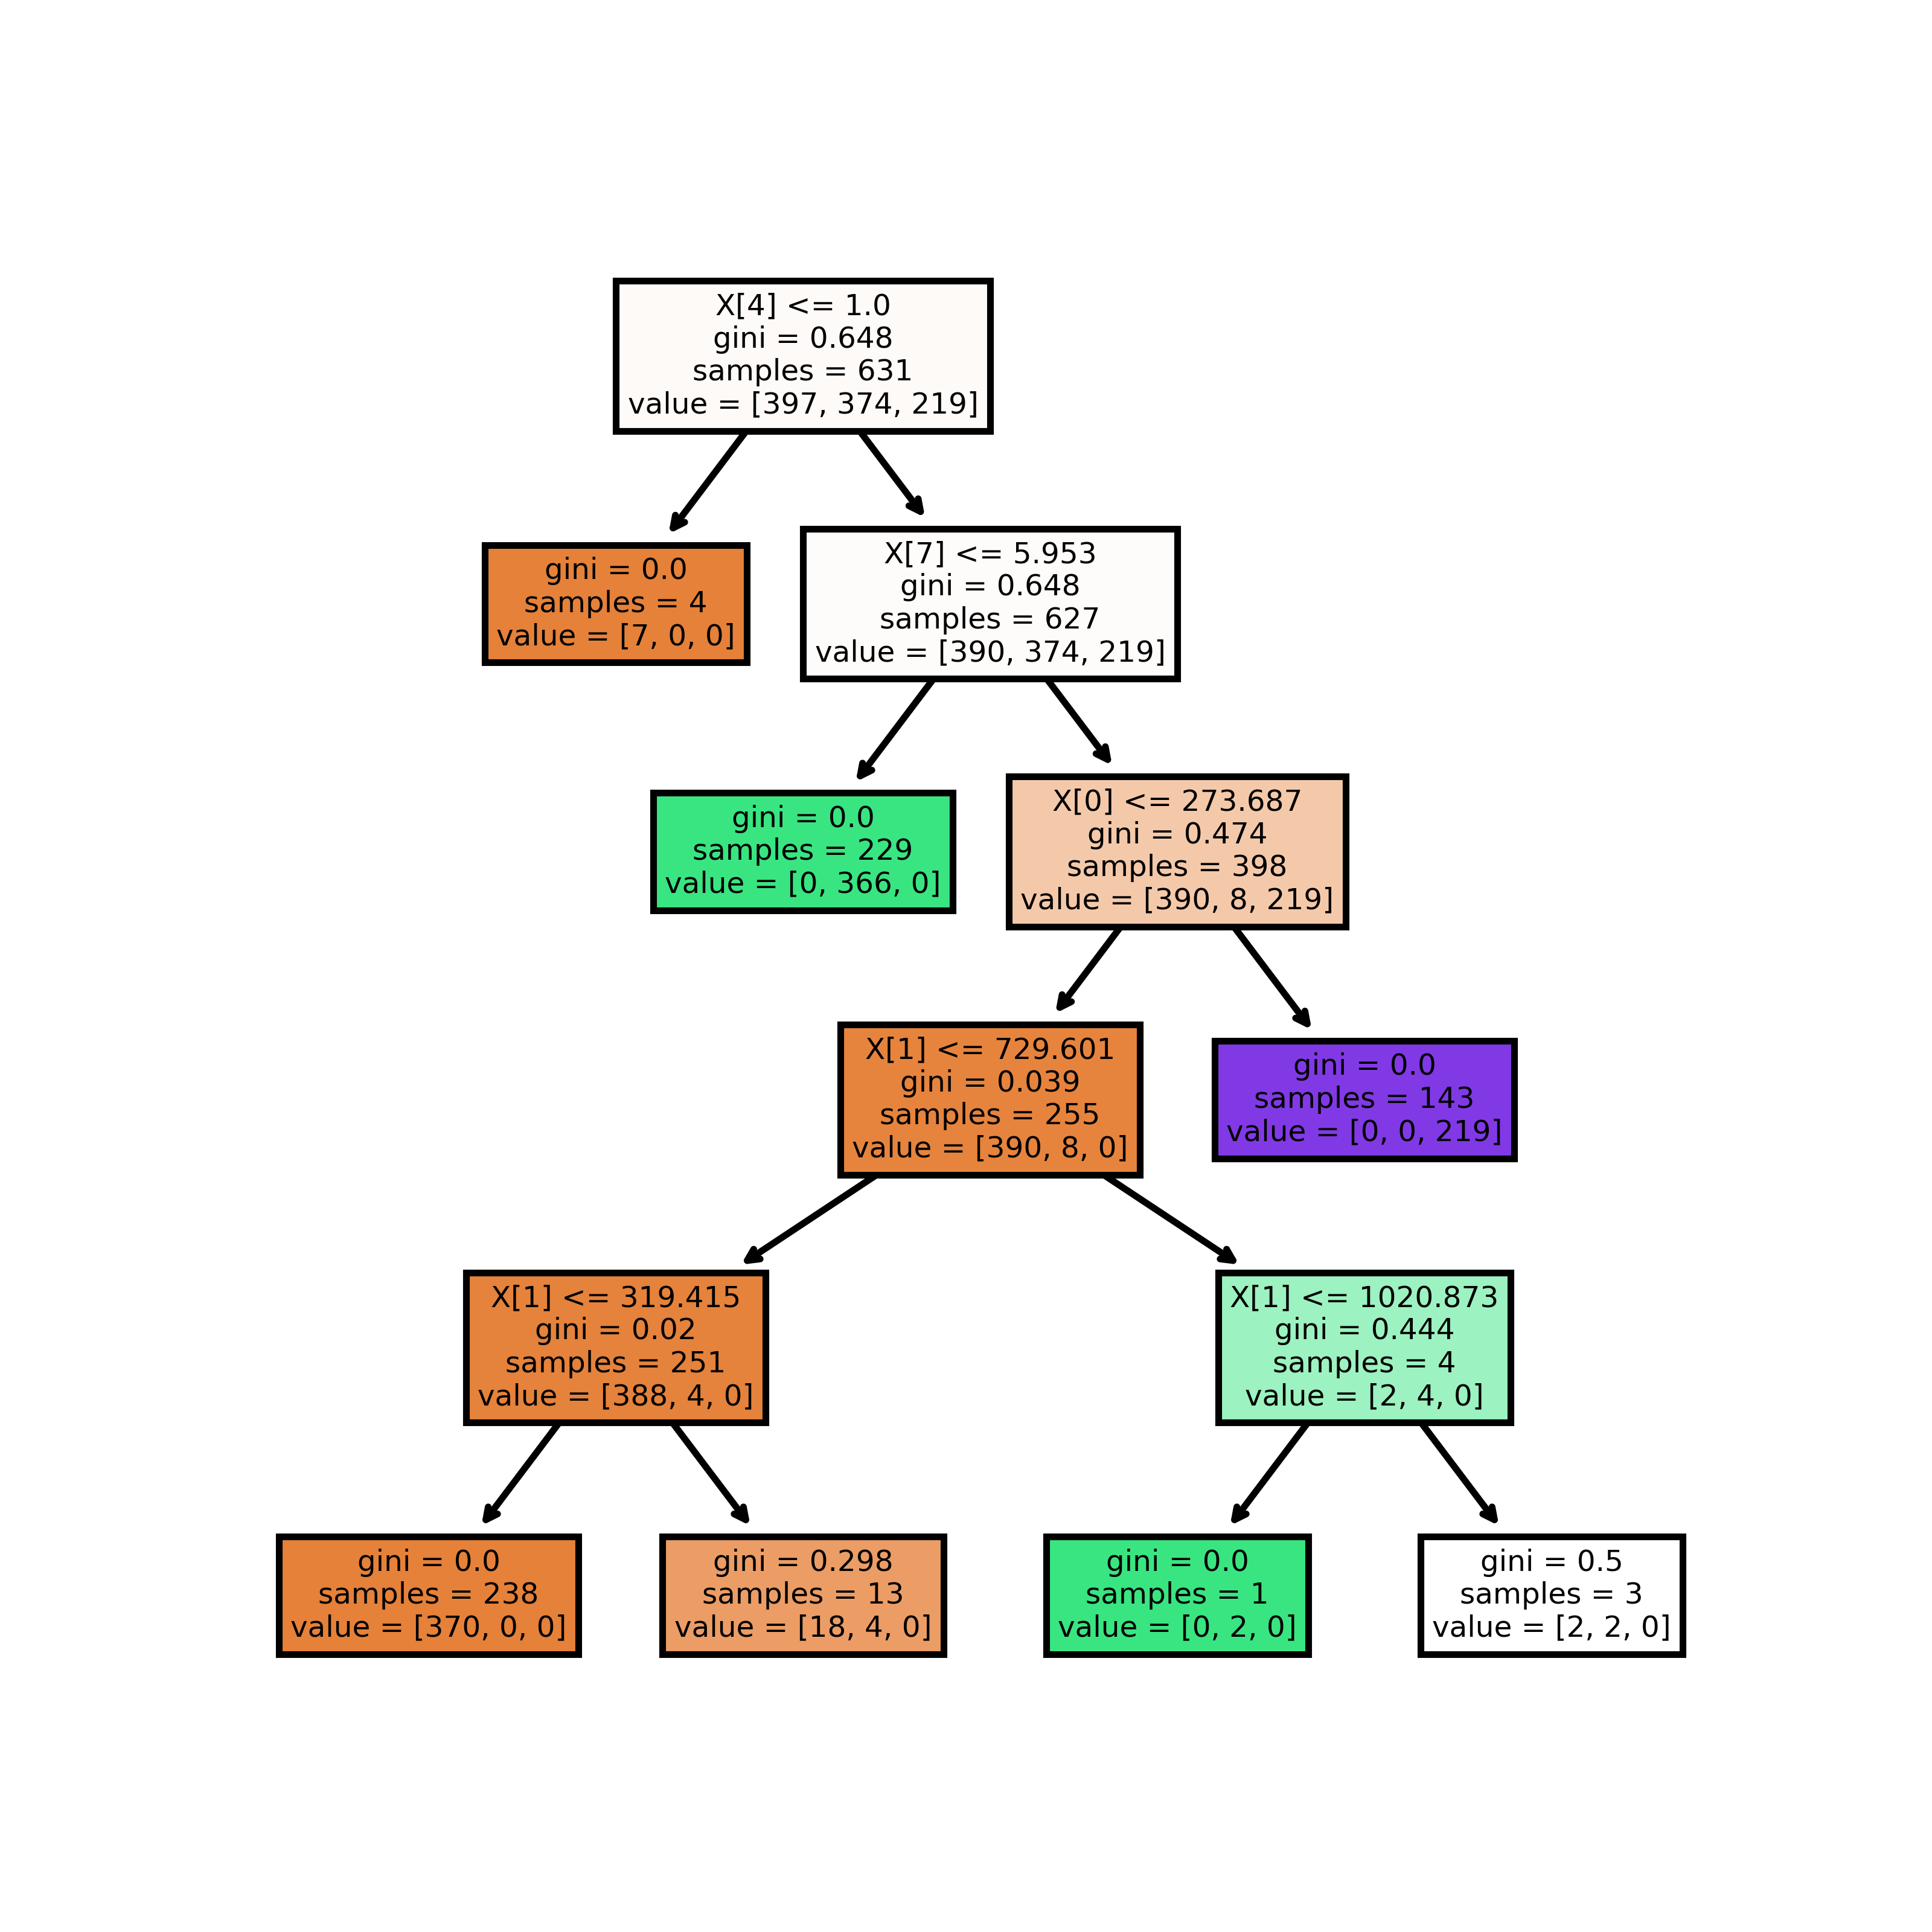 X[4] <= 1.0
gini = 0.648
samples = 631
value = [397, 374, 219]
gini = 0.0
samples = 4
value = [7, 0, 0]
X[7] <= 5.953
gini = 0.648
samples = 627
value = [390, 374, 219]
gini = 0.0
samples = 229
value = [0, 366, 0]
X[0] <= 273.687
gini = 0.474
samples = 398
value = [390, 8, 219]
X[1] <= 729.601
gini = 0.039
samples = 255
value = [390, 8, 0]
gini = 0.0
samples = 143
value = [0, 0, 219]
X[1] <= 319.415
gini = 0.02
samples = 251
value = [388, 4, 0]
X[1] <= 1020.873
gini = 0.444
samples = 4
value = [2, 4, 0]
gini = 0.0
samples = 238
value = [370, 0, 0]
gini = 0.298
samples = 13
value = [18, 4, 0]
gini = 0.0
samples = 1
value = [0, 2, 0]
gini = 0.5
samples = 3
value = [2, 2, 0]